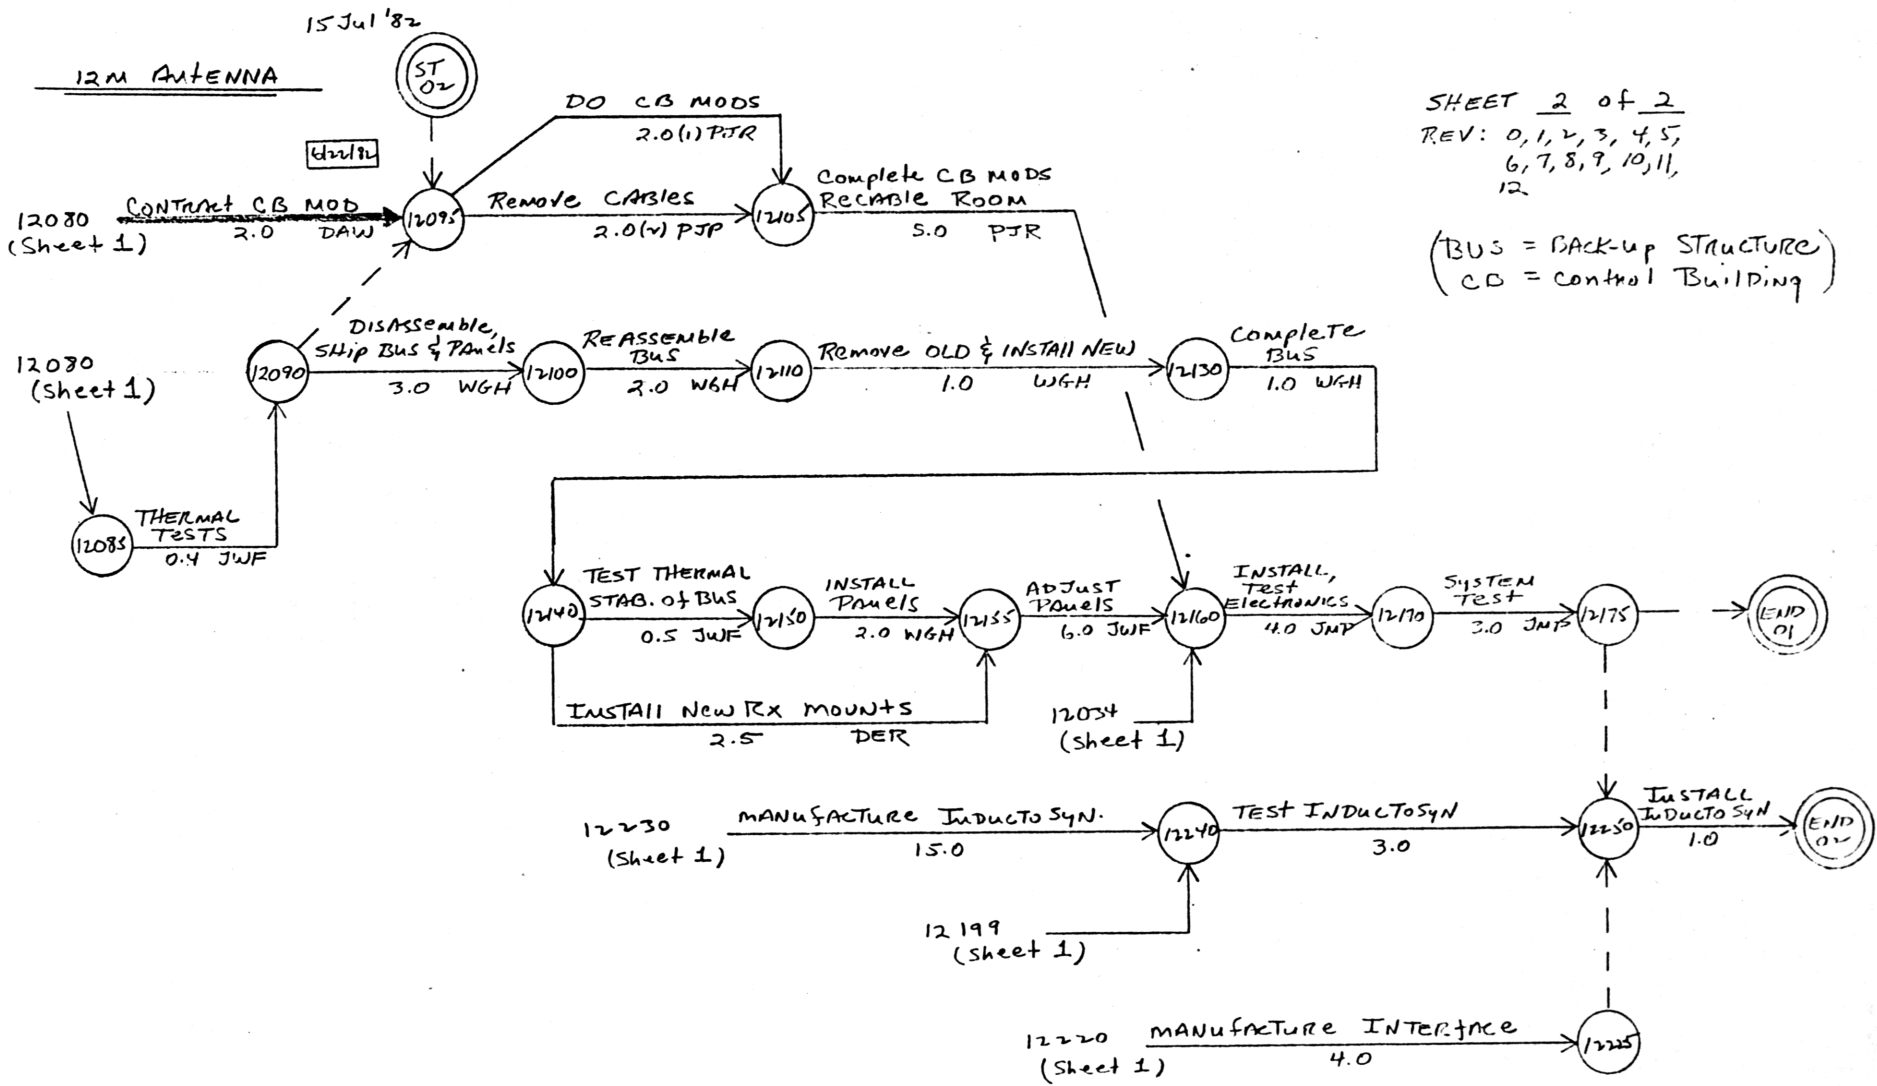 15 Jul '82
12M ANTENNA
ST
02
6/22/82
DO CB MODS
2.0(1) PJR
SHEET 2 of 2
REV: 0, 1, 2, 3, 4, 5,
6, 7, 8, 9, 10, 11,
12
12080
(Sheet 1)
CONTRACT CB MOD
2.0 DAW
12095
Remove CABLES
2.0(2) PJP
12105
Complete CB MODS
RECABLE ROOM
5.0 PJR
(BUS = BACK-up STRUCTURE
CB = Control BuilDing)
12080
(Sheet 1)
12090
DISAssemble,
SHip Bus & PAnels
3.0 WGH
12100
REASSEMBLE
BUS
2.0 WGH
12110
Remove OLD & INSTAll NEW
1.0 WGH
12130
COMPLETE
BUS
1.0 WGH
12085
THERMAL
TESTS
0.4 JWF
12140
TEST THERMAL
STAB. of BUS
0.5 JWF
12150
INSTALL
PAnels
2.0 WGH
12155
ADJUST
PAnels
6.0 JWF
12160
INSTALL,
Test
Electronics
4.0 JMP
12170
SYSTEM
TEST
3.0 JMP
12175
END
01
INSTALL New RX MOUNTS
2.5 DER
12034
(Sheet 1)
12230
(Sheet 1)
MANufACTURE INDUCTO SYN.
15.0
12240
TEST INDUCTOSYN
3.0
12250
INSTALL
INDUCTO SYN
1.0
END
02
12199
(Sheet 1)
12220
(Sheet 1)
MANufACTURE INTERfACE
4.0
12225